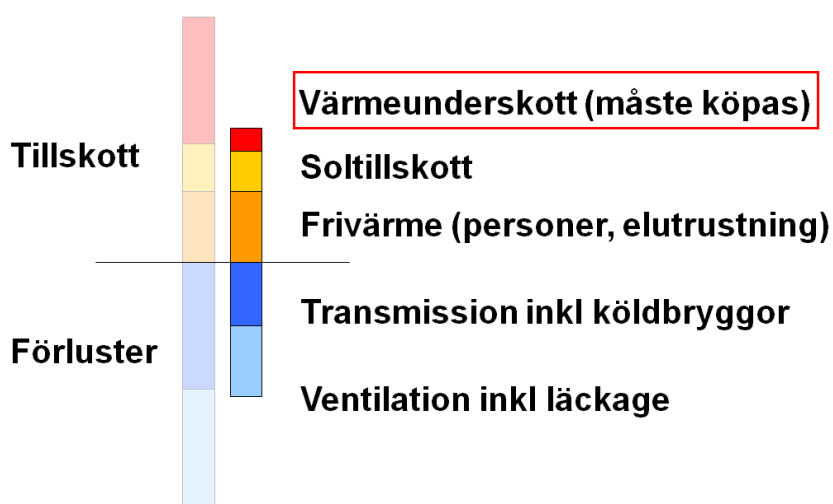 Värmeunderskott (måste köpas)
Tillskott
Soltillskott
Frivärme (personer, elutrustning)
Transmission inkl köldbryggor
Förluster
Ventilation inkl läckage